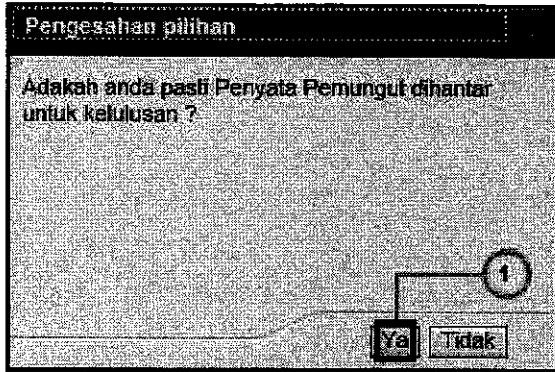 Pengesahan pilihan
Adakah anda pasti Penyata Pemungut dihantar
untuk kelulusan ?
1
Ya Tidak